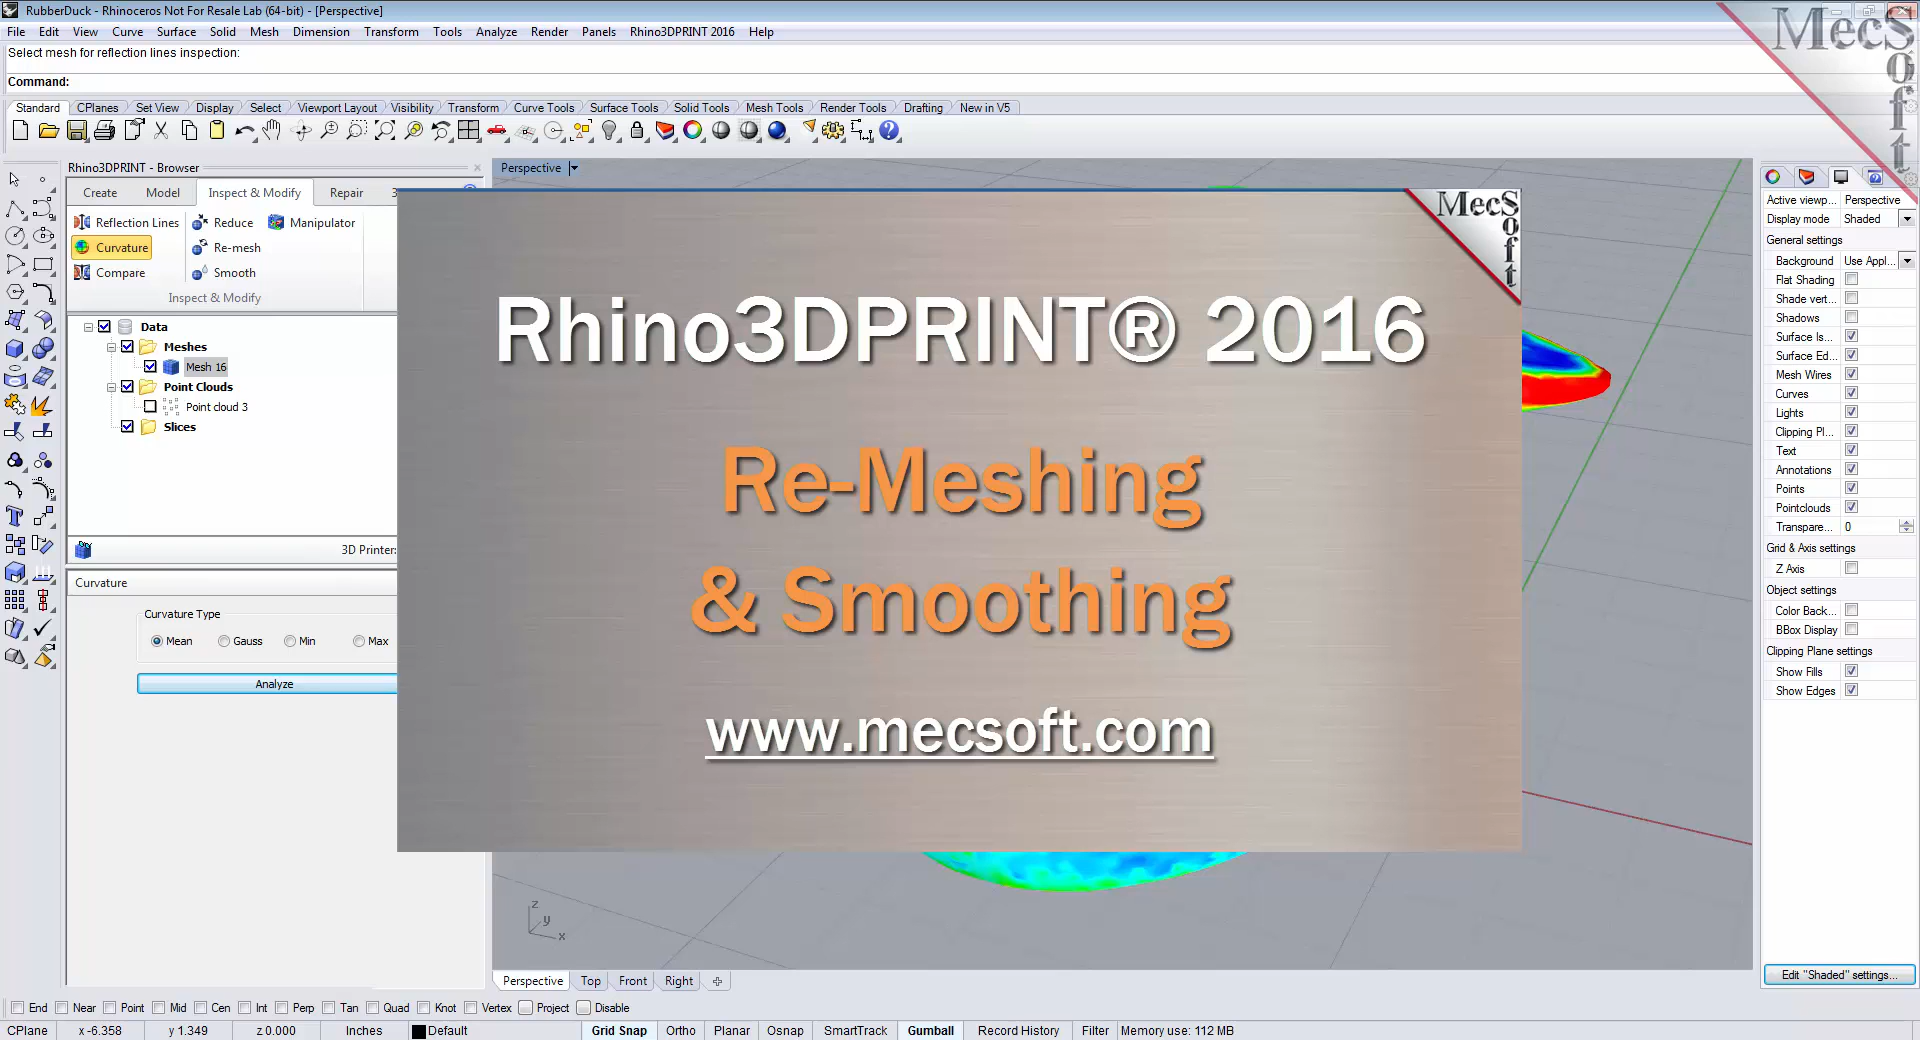 RubberDuck - Rhinoceros Not For Resale Lab (64-bit) - [Perspective]
File Edit View Curve Surface Solid Mesh Dimension Transform Tools Analyze Render Panels Rhino3DPRINT 2016 Help
Select mesh for reflection lines inspection:
Command:
Standard CPlanes Set View Display Select Viewport Layout Visibility Transform Curve Tools Surface Tools Solid Tools Mesh Tools Render Tools Drafting New in V5
MecSoft
Rhino3DPRINT - Browser
Create Model Inspect & Modify Repair 3
Reflection Lines Reduce Manipulator
Curvature Re-mesh
Compare Smooth
Inspect & Modify
Data
Meshes
Mesh 16
Point Clouds
Point cloud 3
Slices
3D Printer:
Curvature
Curvature Type
Mean Gauss Min Max
Analyze
Perspective
MecSoft
Rhino3DPRINT® 2016
Re-Meshing
& Smoothing
www.mecsoft.com
z
y
x
Perspective Top Front Right
Active viewp... Perspective
Display mode Shaded
General settings
Background Use Appl...
Flat Shading
Shade vert...
Shadows
Surface Is...
Surface Ed...
Mesh Wires
Curves
Lights
Clipping Pl...
Text
Annotations
Points
Pointclouds
Transpare... 0
Grid & Axis settings
Z Axis
Object settings
Color Back...
BBox Display
Clipping Plane settings
Show Fills
Show Edges
Edit "Shaded" settings...
End Near Point Mid Cen Int Perp Tan Quad Knot Vertex Project Disable
CPlane x -6.358 y 1.349 z 0.000 Inches Default Grid Snap Ortho Planar Osnap SmartTrack Gumball Record History Filter Memory use: 112 MB